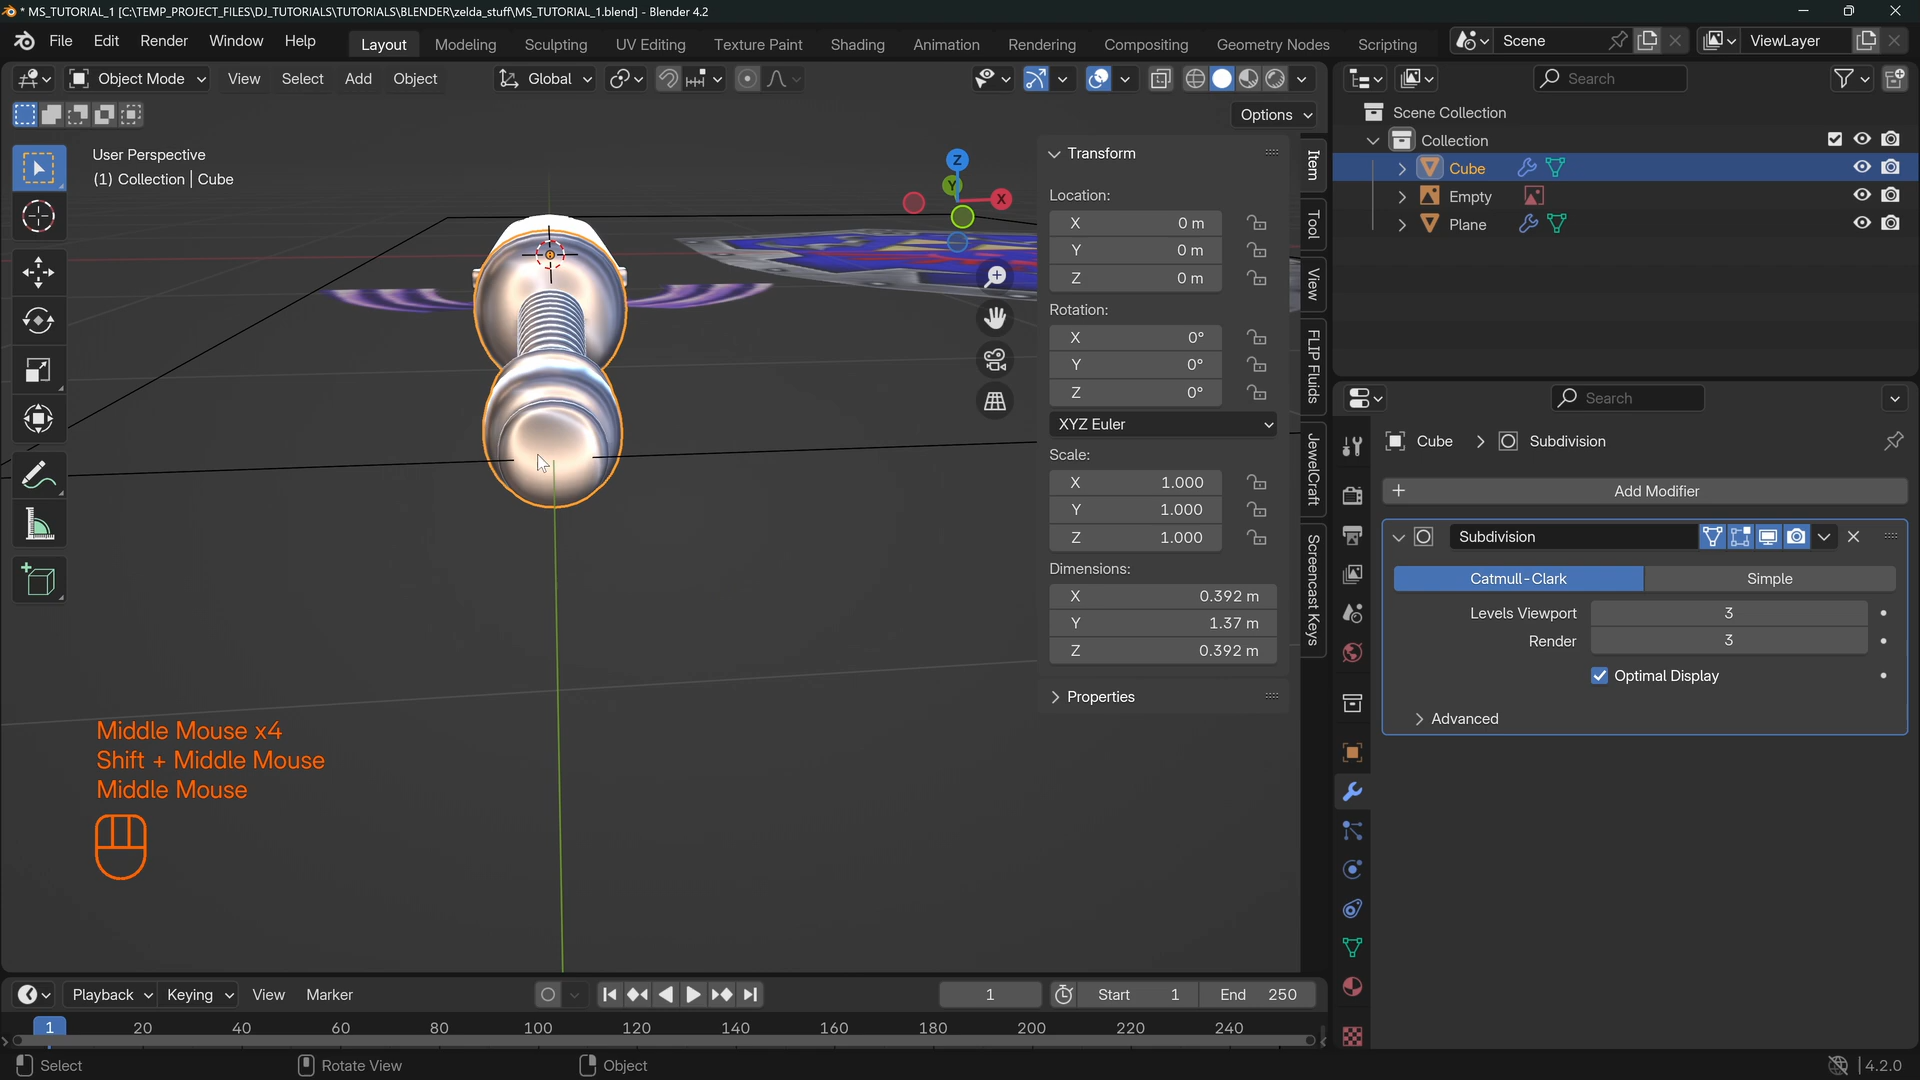 * MS_TUTORIAL_1 [C:\TEMP_PROJECT_FILES\DJ_TUTORIALS\TUTORIALS\BLENDER\zelda_stuff\MS_TUTORIAL_1.blend] - Blender 4.2
File Edit Render Window Help Layout Modeling Sculpting UV Editing Texture Paint Shading Animation Rendering Compositing Geometry Nodes Scripting Scene ViewLayer
Object Mode View Select Add Object Global Search
Options
User Perspective
(1) Collection | Cube
Z
Y
X
Transform
Location:
X 0 m
Y 0 m
Z 0 m
Rotation:
X 0°
Y 0°
Z 0°
XYZ Euler
Scale:
X 1.000
Y 1.000
Z 1.000
Dimensions:
X 0.392 m
Y 1.37 m
Z 0.392 m
Properties
Item
Tool
View
FLIP Fluids
JewelCraft
Screencast Keys
Scene Collection
Collection
Cube
Empty
Plane
Search
Cube Subdivision
Add Modifier
Subdivision
Catmull-Clark Simple
Levels Viewport 3
Render 3
Optimal Display
Advanced
Middle Mouse x4
Shift + Middle Mouse
Middle Mouse
Playback Keying View Marker 1 Start 1 End 250
1 20 40 60 80 100 120 140 160 180 200 220 240
Select Rotate View Object 4.2.0